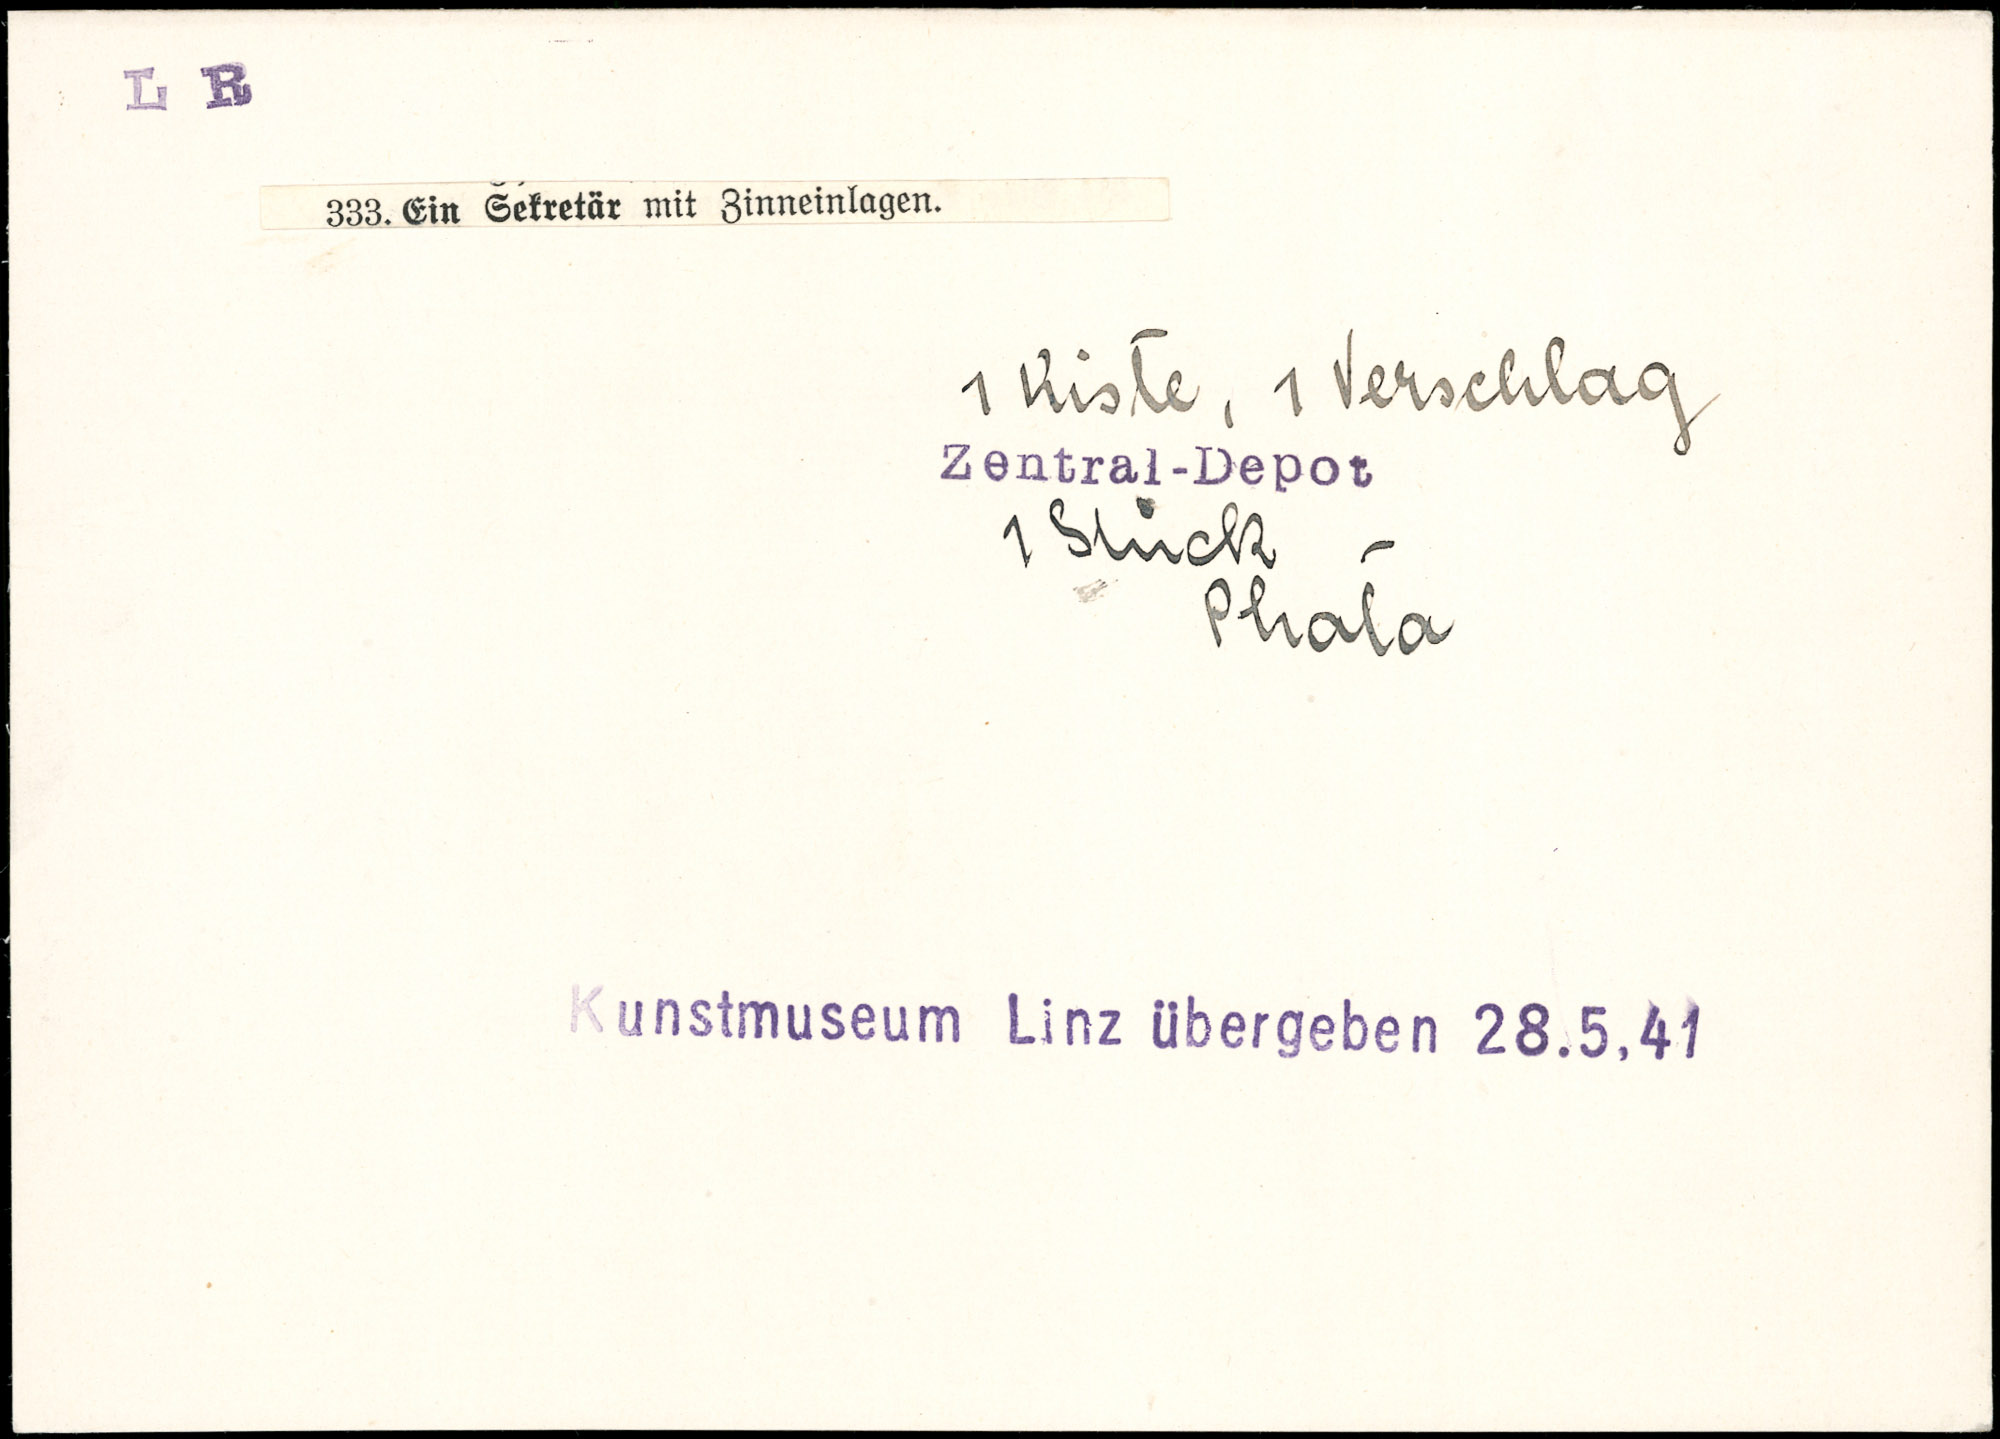 L R
333. Ein Sekretär mit Zinneinlagen.
1 Kiste, 1 Verschlag
Zentral-Depot
1 Stück
Photo
Kunstmuseum Linz übergeben 28.5.41